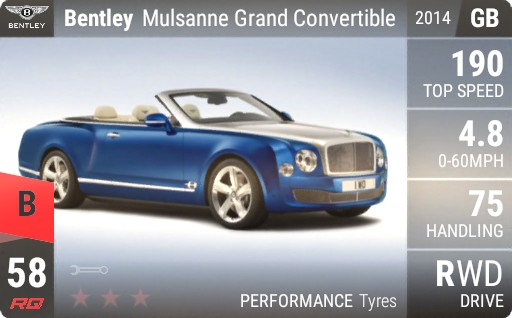 BENTLEY
Bentley Mulsanne Grand Convertible 2014 GB
190
TOP SPEED
4.8
0-60MPH
75
HANDLING
RWD
DRIVE
B
58
RQ
PERFORMANCE Tyres